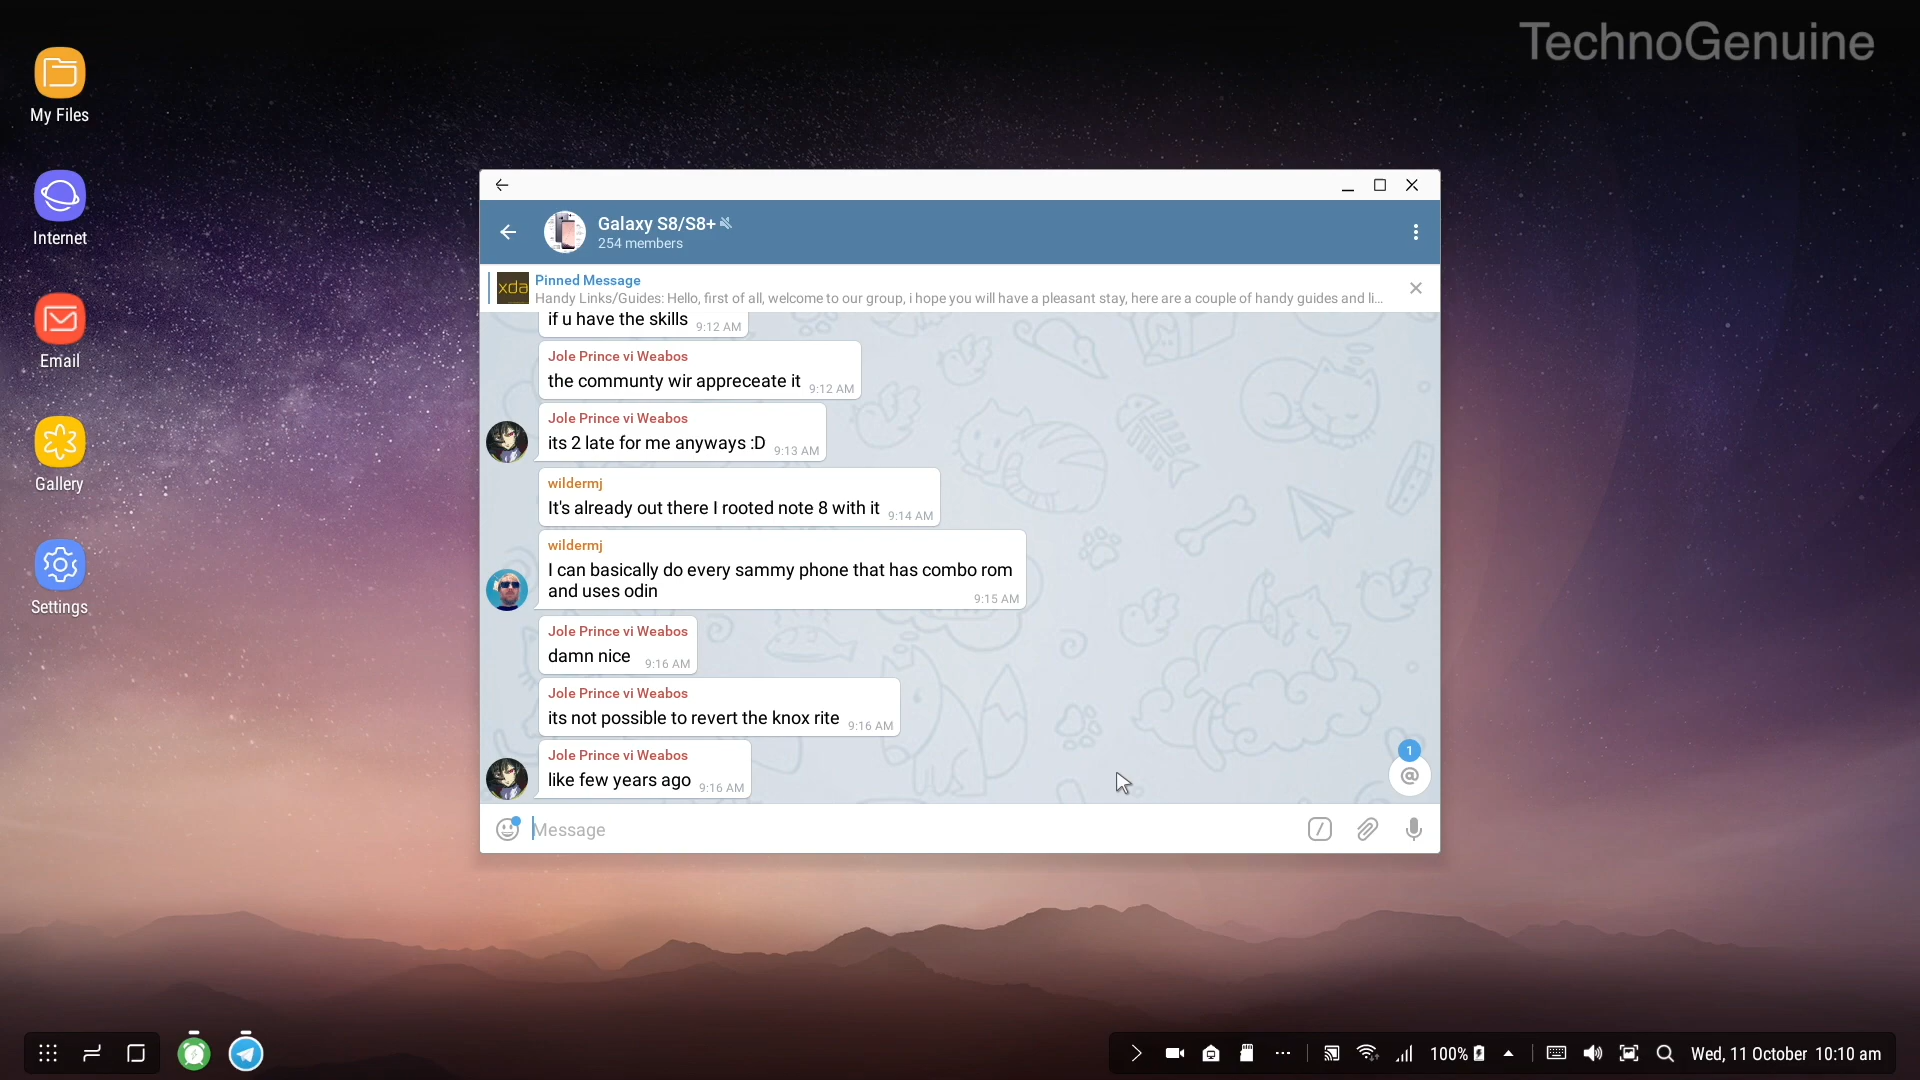 TechnoGenuine
My Files
Internet
Email
Gallery
Settings
Galaxy S8/S8+
254 members
xda
Pinned Message
Handy Links/Guides: Hello, first of all, welcome to our group, i hope you will have a pleasant stay, here are a couple of handy guides and li...
if u have the skills 9:12 AM
Jole Prince vi Weabos
the communty wir appreceate it 9:12 AM
Jole Prince vi Weabos
its 2 late for me anyways :D 9:13 AM
wildermj
It's already out there I rooted note 8 with it 9:14 AM
wildermj
I can basically do every sammy phone that has combo rom
and uses odin 9:15 AM
Jole Prince vi Weabos
damn nice 9:16 AM
Jole Prince vi Weabos
its not possible to revert the knox rite 9:16 AM
Jole Prince vi Weabos
like few years ago 9:16 AM
1
@
Message
/
100% Wed, 11 October 10:10 am